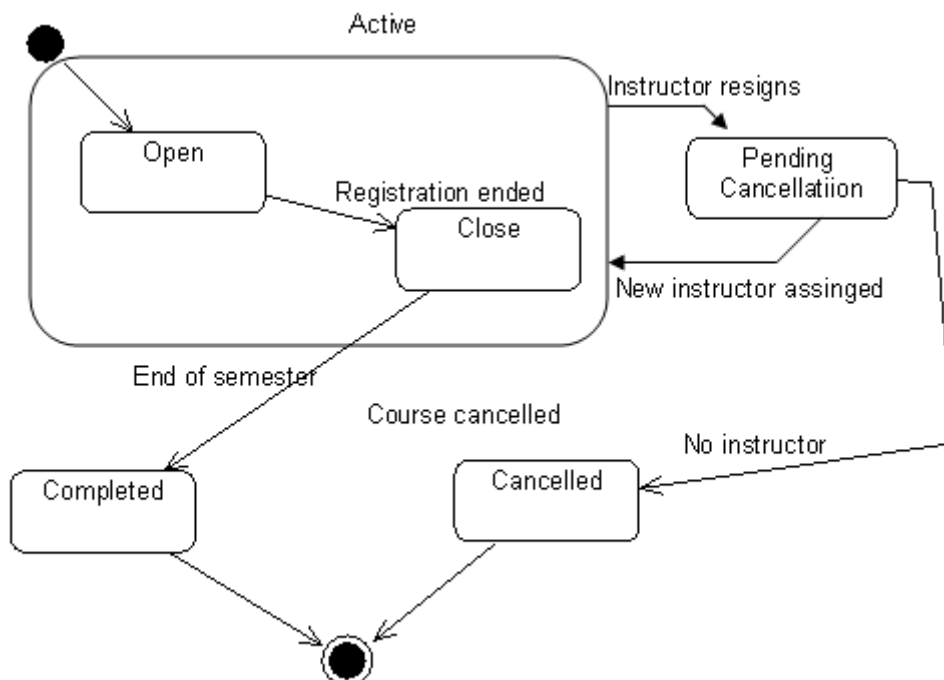 Active
Instructor resigns
Open
Pending
Cancellatiion
Registration ended
Close
New instructor assinged
End of semester
Course cancelled
No instructor
Completed
Cancelled